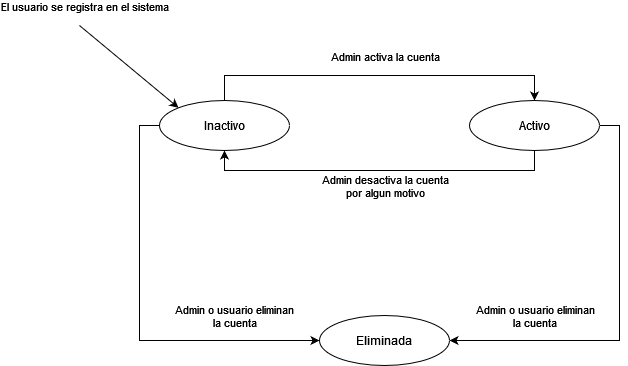 El usuario se registra en el sistema
Admin activa la cuenta
Inactivo
Activo
Admin desactiva la cuenta
por algun motivo
Admin o usuario eliminan
la cuenta
Admin o usuario eliminan
la cuenta
Eliminada